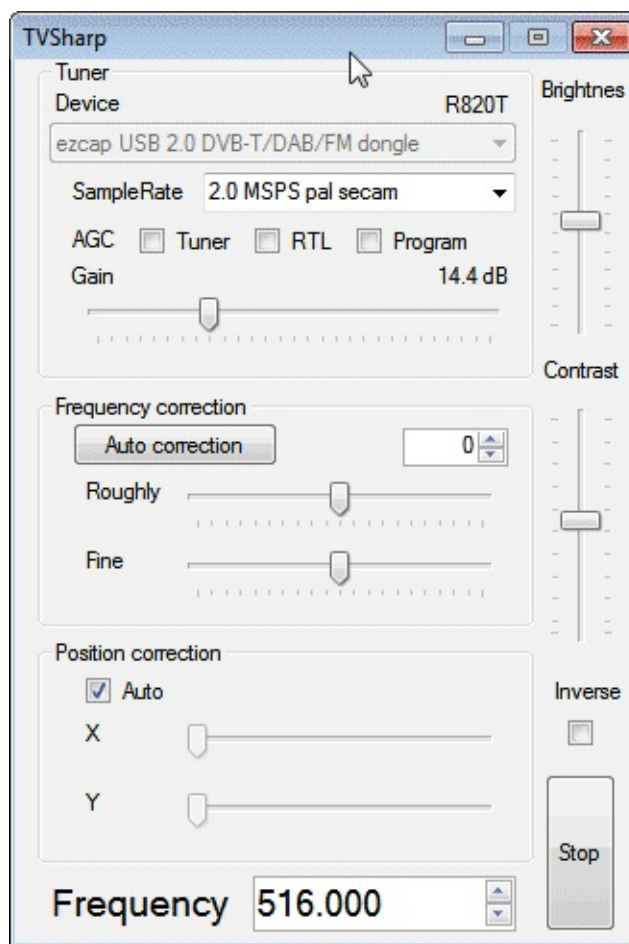 TVSharp
Tuner
Device R820T
ezcap USB 2.0 DVB-T/DAB/FM dongle
SampleRate 2.0 MSPS pal secam
AGC Tuner RTL Program
Gain 14.4 dB
Frequency correction
Auto correction 0
Roughly
Fine
Position correction
Auto
X
Y
Frequency 516.000
Brightnes
Contrast
Inverse
Stop